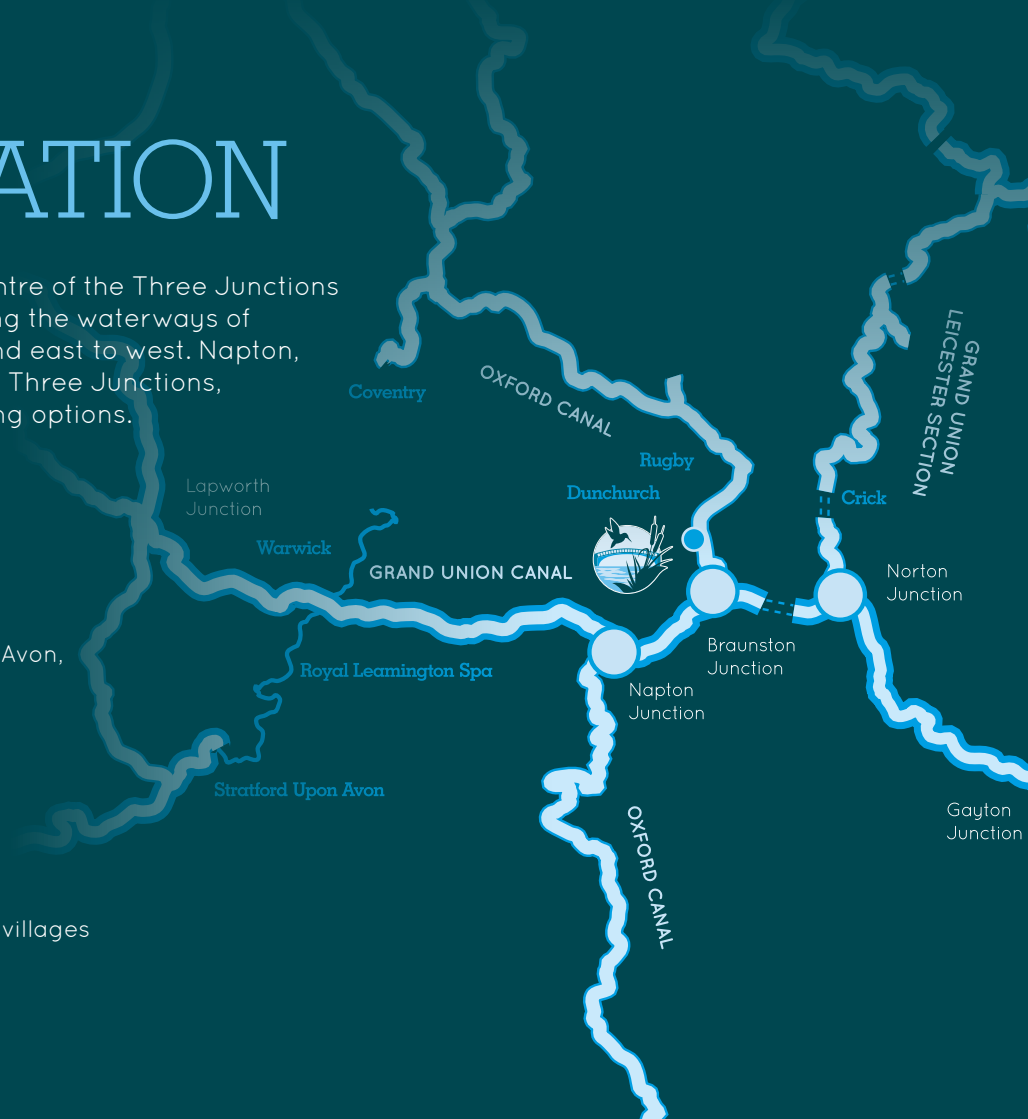 ATION
ntre of the Three Junctions
ng the waterways of
nd east to west. Napton,
Three Junctions,
ng options.
Coventry
OXFORD CANAL
GRAND UNION
LEICESTER SECTION
Rugby
Dunchurch
Crick
Lapworth
Junction
Warwick
GRAND UNION CANAL
Norton
Junction
Braunston
Junction
Avon,
Royal Leamington Spa
Napton
Junction
Stratford Upon Avon
Gayton
Junction
OXFORD CANAL
villages